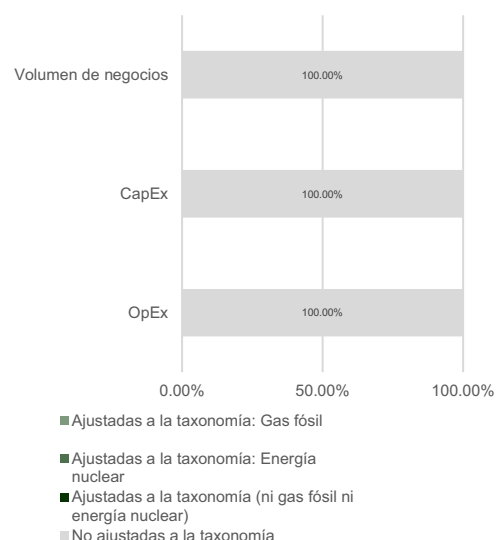 Volumen de negocios
100.00%
CapEx
100.00%
OpEx
100.00%
0.00% 50.00% 100.00%
Ajustadas a la taxonomía: Gas fósil
Ajustadas a la taxonomía: Energía
nuclear
Ajustadas a la taxonomía (ni gas fósil ni
energía nuclear)
No ajustadas a la taxonomía